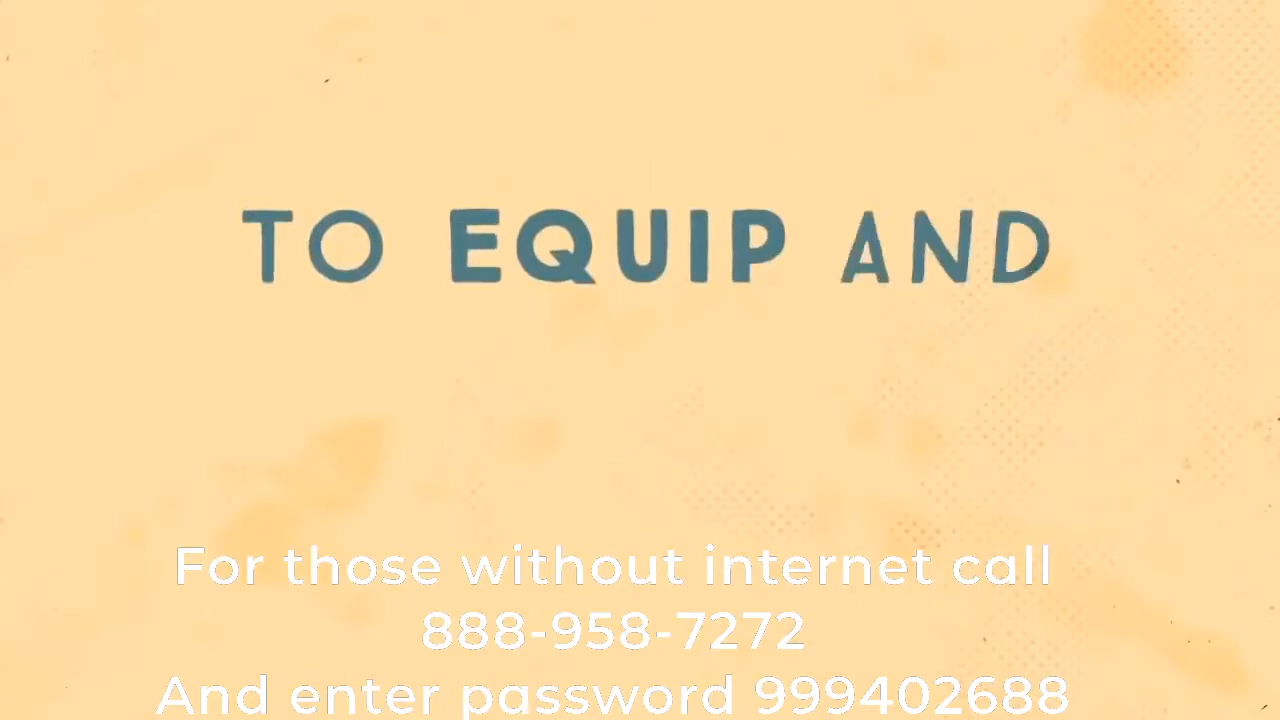 TO EQUIP AND
For those without internet call
888-958-7272
And enter password 999402688